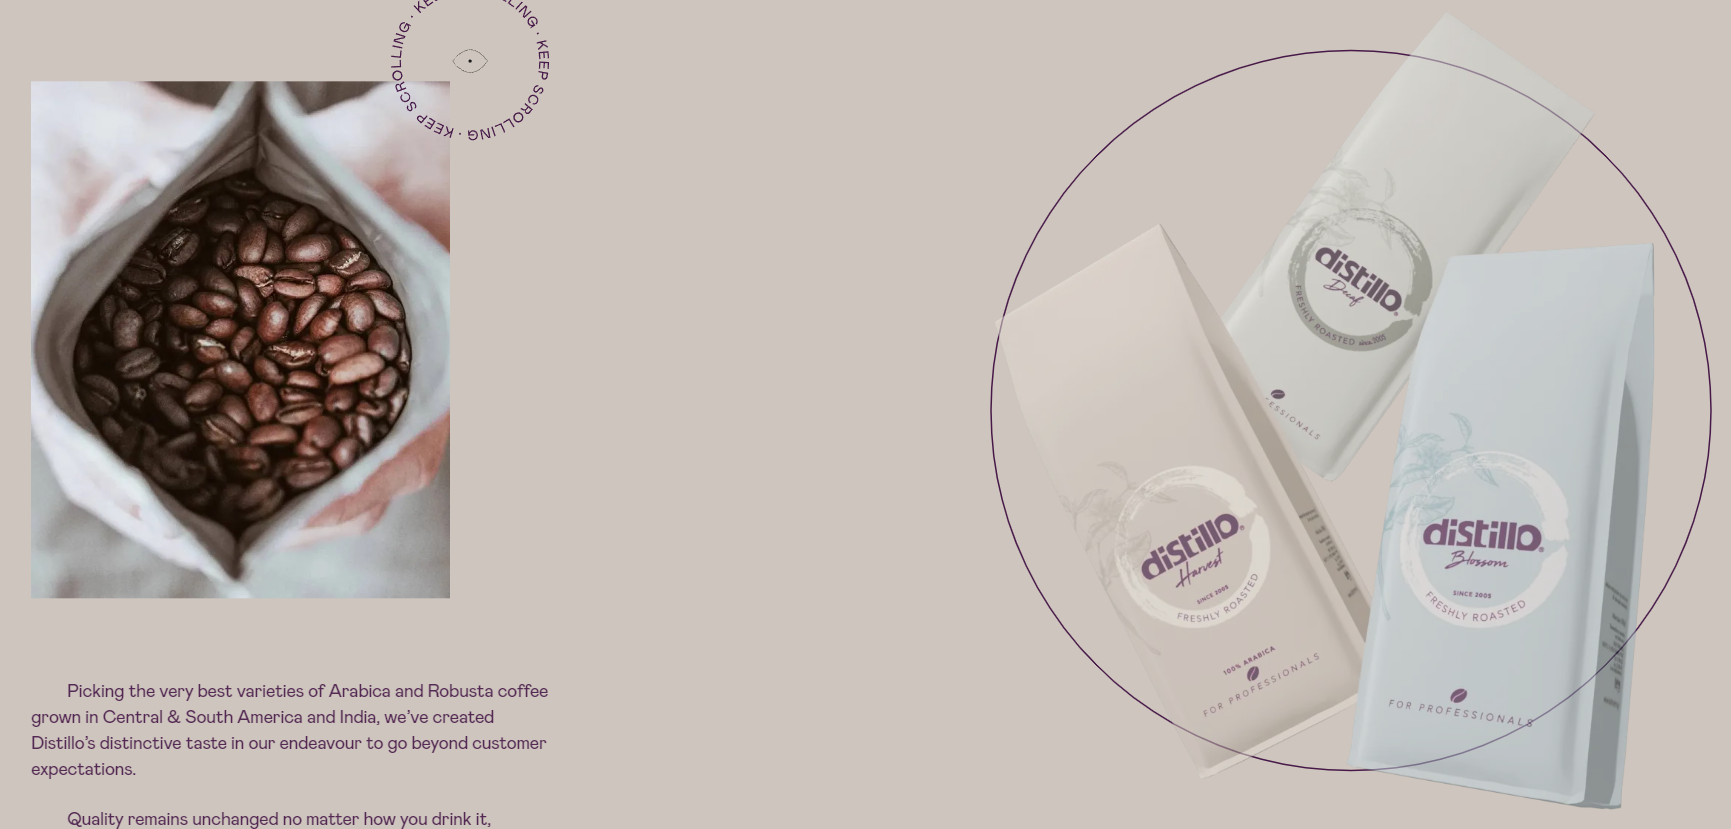 KEEP SCROLLING · KEEP SCROLLING · KEEP SCROLLING ·
distillo®
Decaf
FRESHLY ROASTED since 2005
distillo®
Harvest
SINCE 2005
FRESHLY ROASTED
100% ARABICA
FOR PROFESSIONALS
distillo®
Blossom
SINCE 2005
FRESHLY ROASTED
FOR PROFESSIONALS
Picking the very best varieties of Arabica and Robusta coffee
grown in Central & South America and India, we’ve created
Distillo’s distinctive taste in our endeavour to go beyond customer
expectations.
Quality remains unchanged no matter how you drink it,